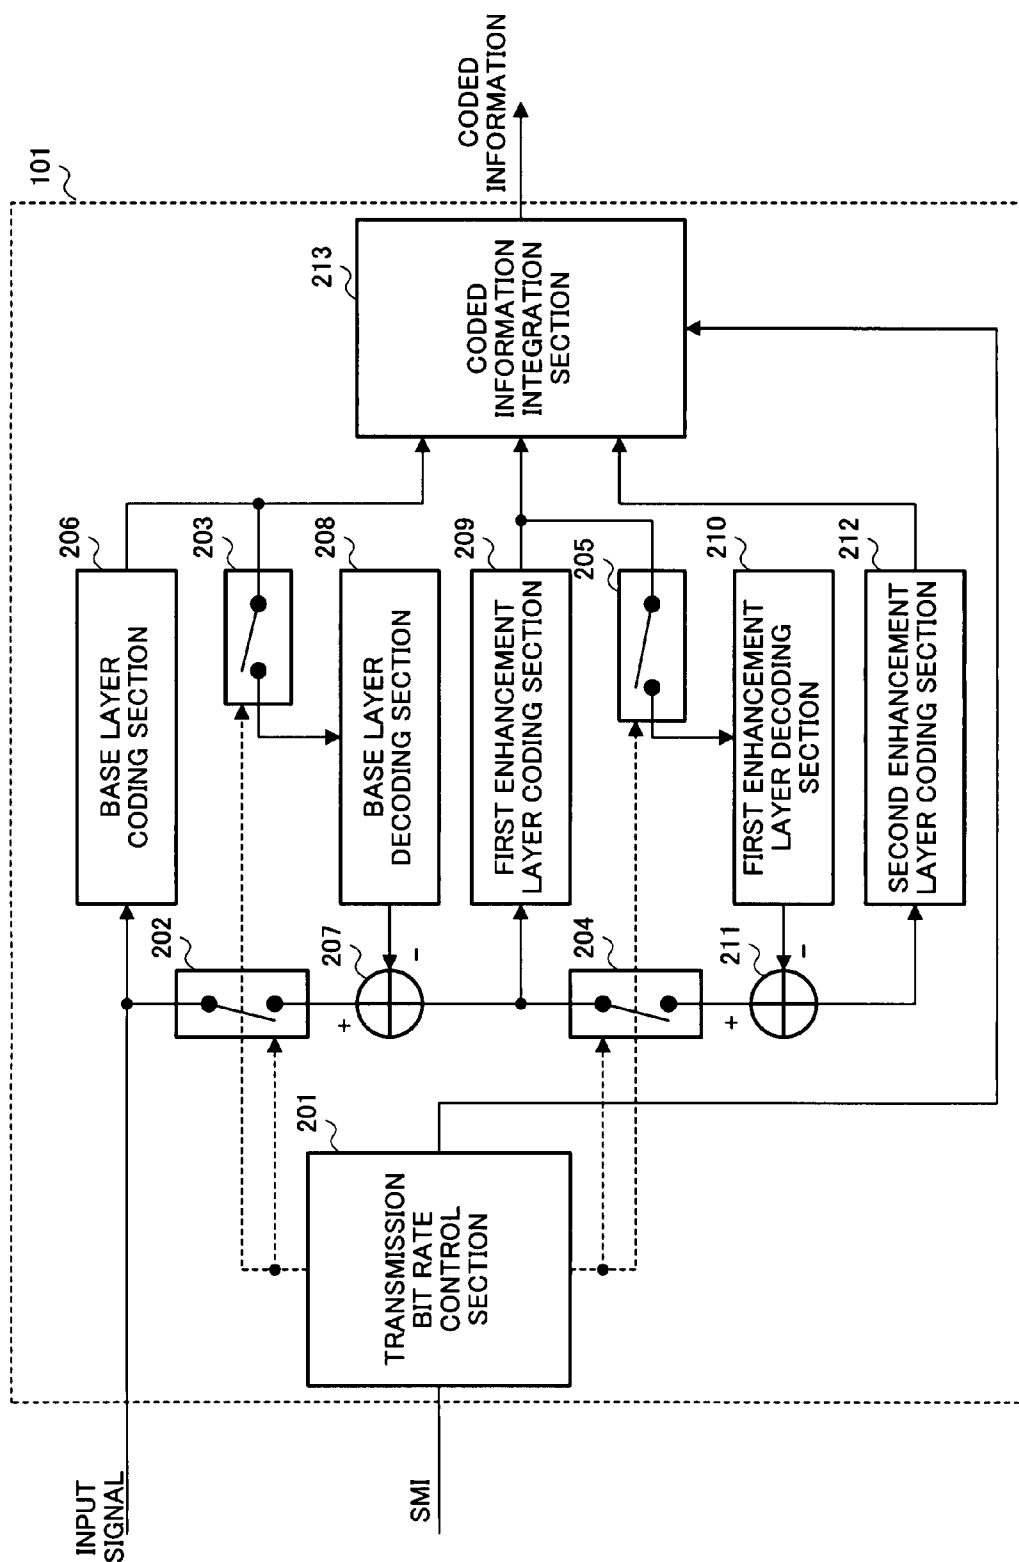 101
INPUT
SIGNAL
206
BASE LAYER
CODING SECTION
202
203
208
BASE LAYER
DECODING SECTION
207
+
-
213
CODED
INFORMATION
INTEGRATION
SECTION
CODED
INFORMATION
201
TRANSMISSION
BIT RATE
CONTROL
SECTION
SMI
209
FIRST ENHANCEMENT
LAYER CODING SECTION
204
205
210
FIRST ENHANCEMENT
LAYER DECODING
SECTION
211
+
-
212
SECOND ENHANCEMENT
LAYER CODING SECTION